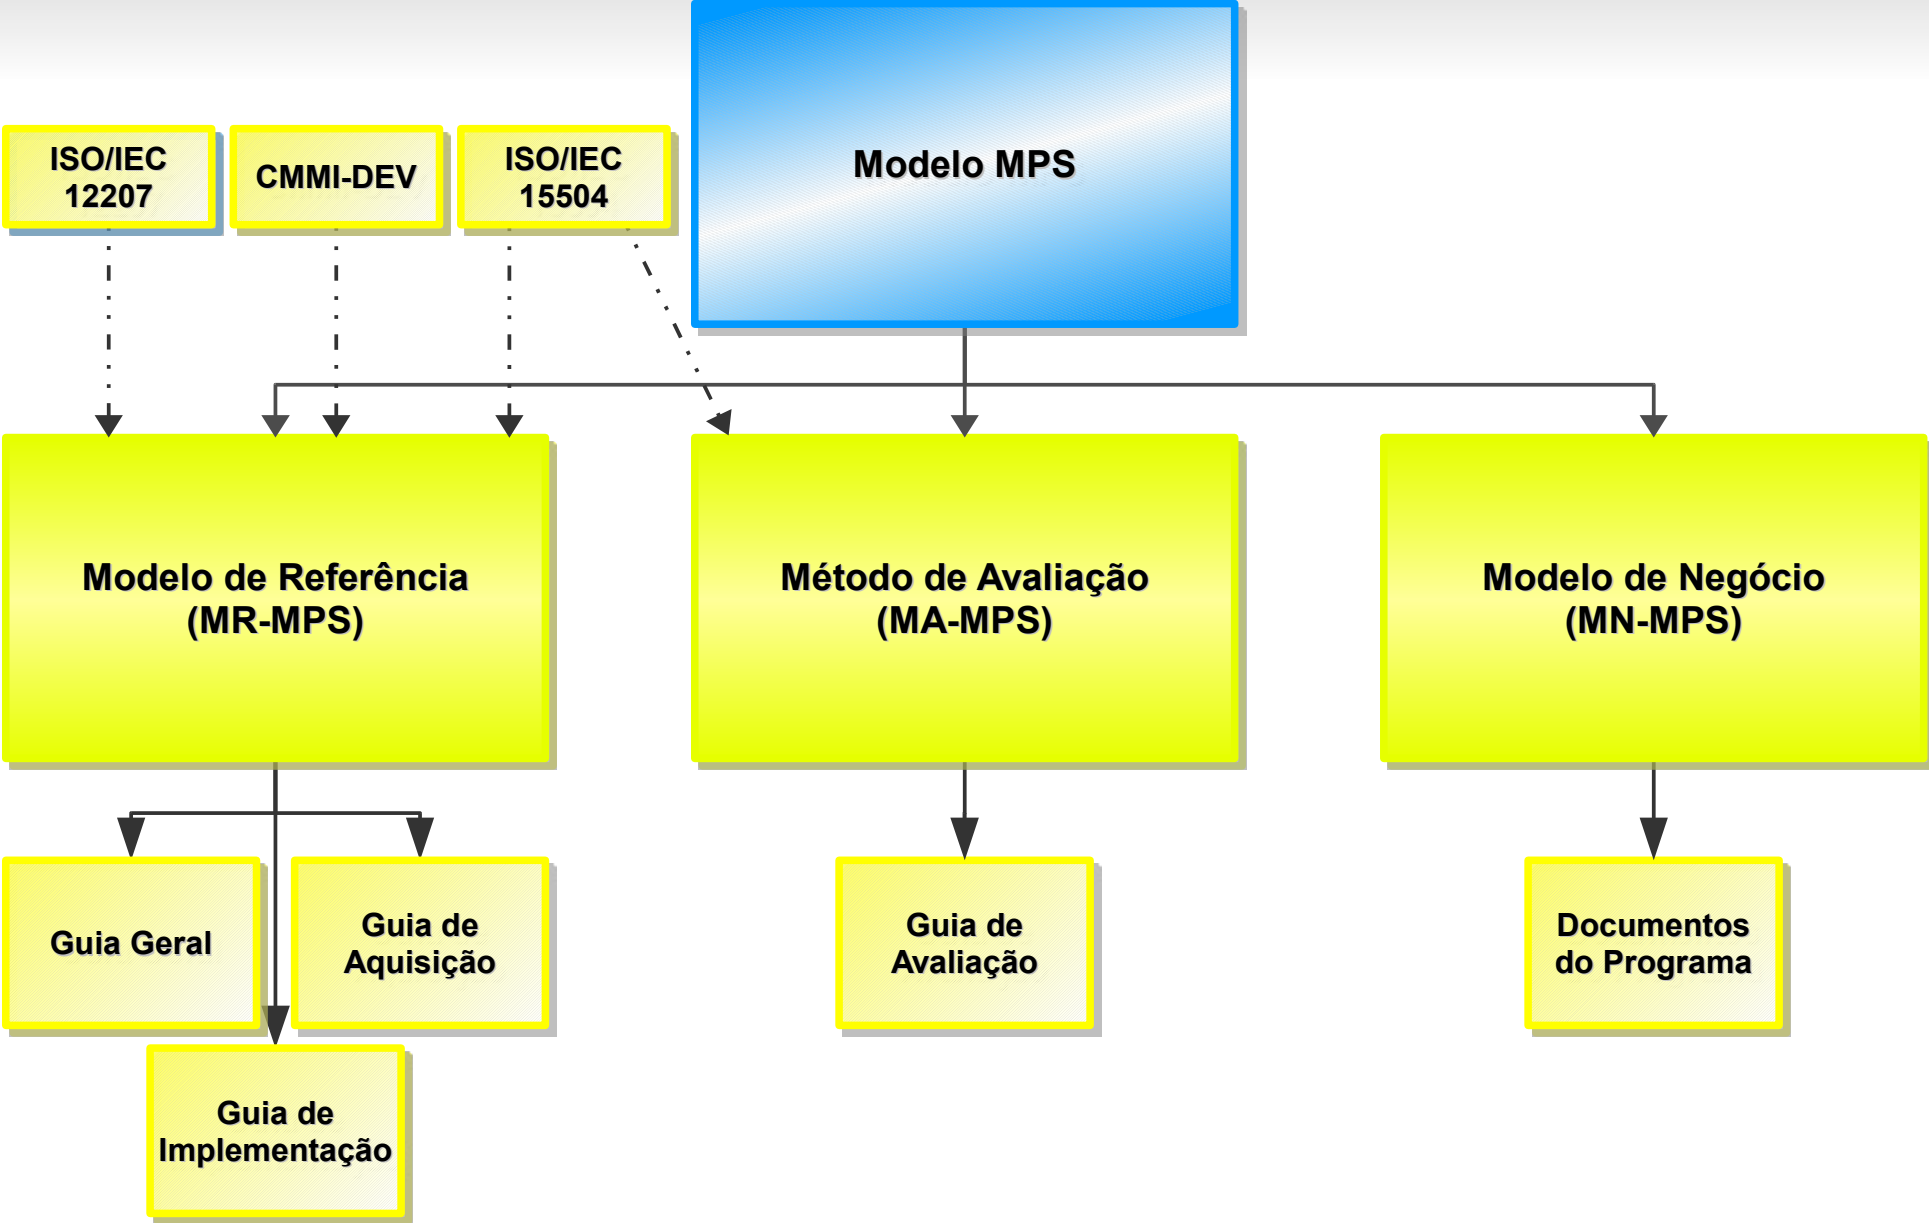 Modelo MPS
ISO/IEC
12207
CMMI-DEV
ISO/IEC
15504
Modelo de Referência
(MR-MPS)
Método de Avaliação
(MA-MPS)
Modelo de Negócio
(MN-MPS)
Guia Geral
Guia de
Aquisição
Guia de
Implementação
Guia de
Avaliação
Documentos
do Programa